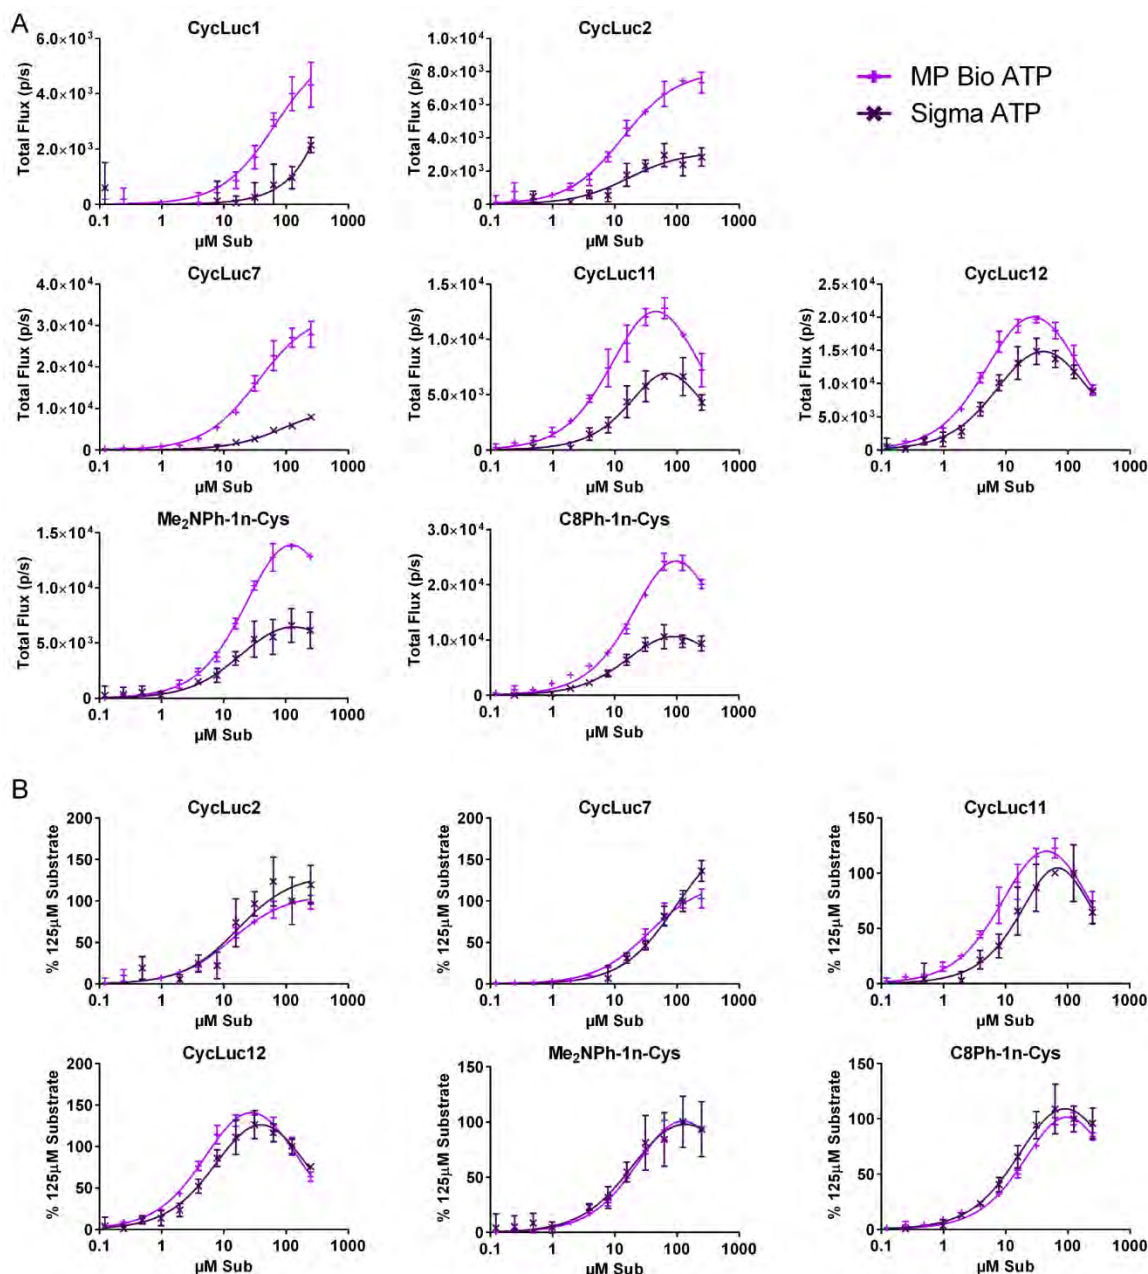 A
CycLuc1
Total Flux (p/s)
6.0×10³
4.0×10³
2.0×10³
0
0.1 1 10 100 1000
µM Sub
CycLuc2
Total Flux (p/s)
1.0×10⁴
8.0×10³
6.0×10³
4.0×10³
2.0×10³
0
0.1 1 10 100 1000
µM Sub
MP Bio ATP
Sigma ATP
CycLuc7
Total Flux (p/s)
4.0×10⁴
3.0×10⁴
2.0×10⁴
1.0×10⁴
0
0.1 1 10 100 1000
µM Sub
CycLuc11
Total Flux (p/s)
1.5×10⁴
1.0×10⁴
5.0×10³
0
0.1 1 10 100 1000
µM Sub
CycLuc12
Total Flux (p/s)
2.5×10⁴
2.0×10⁴
1.5×10⁴
1.0×10⁴
5.0×10³
0
0.1 1 10 100 1000
µM Sub
Me₂NPh-1n-Cys
Total Flux (p/s)
1.5×10⁴
1.0×10⁴
5.0×10³
0
0.1 1 10 100 1000
µM Sub
C8Ph-1n-Cys
Total Flux (p/s)
3.0×10⁴
2.0×10⁴
1.0×10⁴
0
0.1 1 10 100 1000
µM Sub
B
CycLuc2
% 125µM Substrate
200
150
100
50
0
0.1 1 10 100 1000
µM Sub
CycLuc7
% 125µM Substrate
200
150
100
50
0
0.1 1 10 100 1000
µM Sub
CycLuc11
% 125µM Substrate
150
100
50
0
0.1 1 10 100 1000
µM Sub
CycLuc12
% 125µM Substrate
200
150
100
50
0
0.1 1 10 100 1000
µM Sub
Me₂NPh-1n-Cys
% 125µM Substrate
150
100
50
0
0.1 1 10 100 1000
µM Sub
C8Ph-1n-Cys
% 125µM Substrate
150
100
50
0
0.1 1 10 100 1000
µM Sub